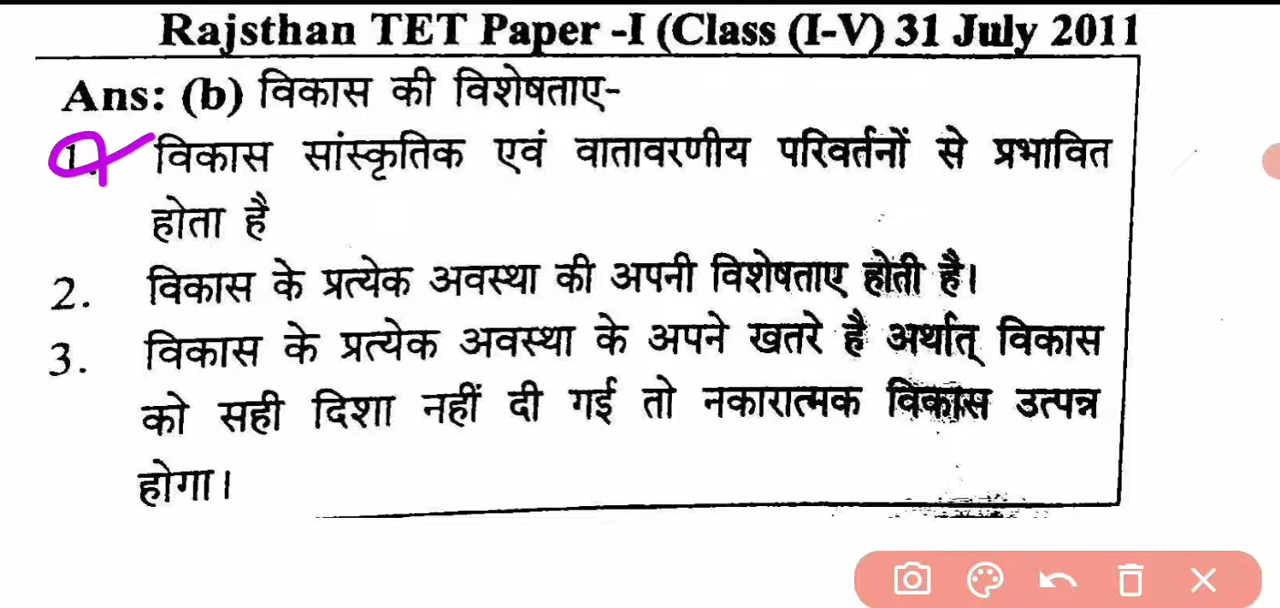 Rajsthan TET Paper -I (Class (I-V) 31 July 2011
Ans: (b) विकास की विशेषताए-
1. विकास सांस्कृतिक एवं वातावरणीय परिवर्तनों से प्रभावित
होता है
2. विकास के प्रत्येक अवस्था की अपनी विशेषताए होती है।
3. विकास के प्रत्येक अवस्था के अपने खतरे है अर्थात् विकास
को सही दिशा नहीं दी गई तो नकारात्मक विकास उत्पन्न
होगा।